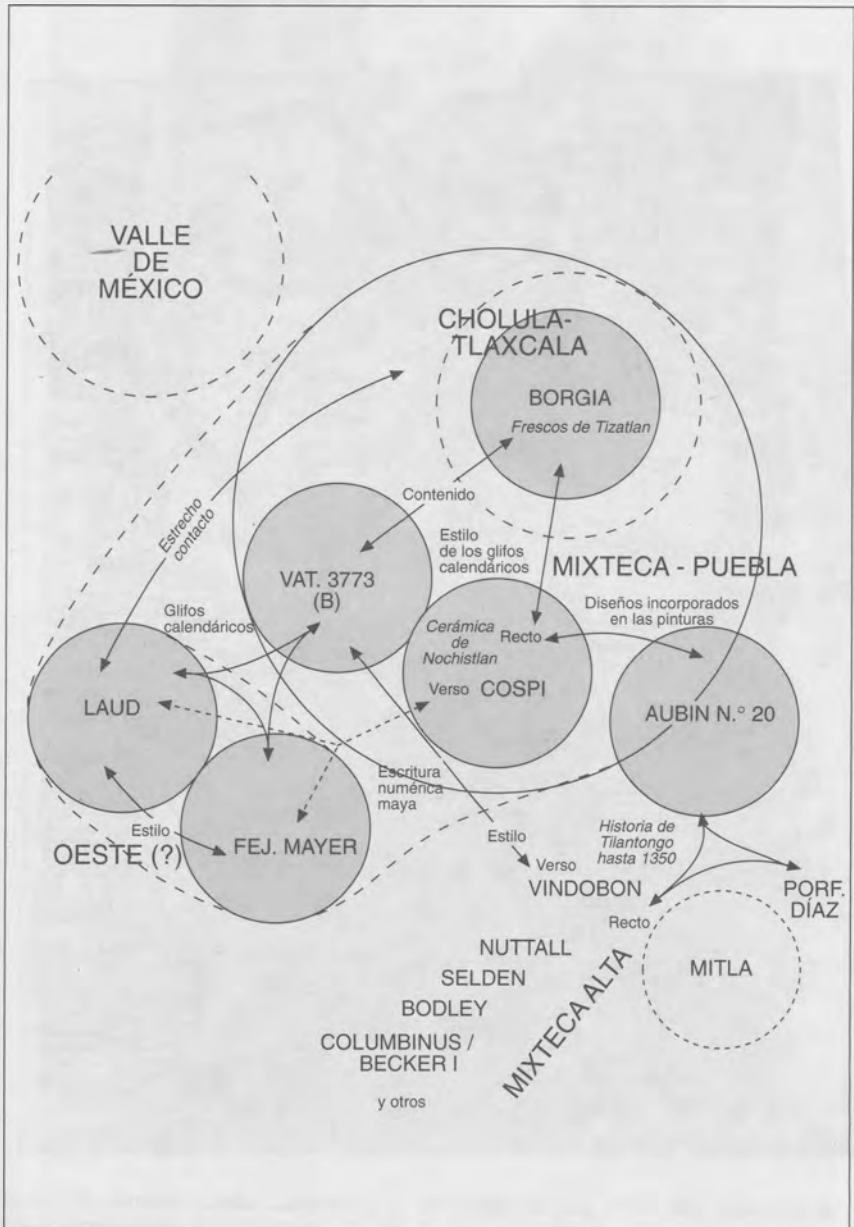 VALLE
DE
MÉXICO
CHOLULA-
TLAXCALA
BORGIA
Frescos de Tizatlan
Contenido
Estrecho
contacto
Estilo
de los glifos
calendáricos
MIXTECA - PUEBLA
VAT. 3773
(B)
Diseños incorporados
en las pinturas
Glifos
calendáricos
Cerámica
de
Nochistlan
Recto
Verso
COSPI
LAUD
AUBIN N.° 20
Escritura
numérica
maya
Estilo
FEJ. MAYER
OESTE (?)
Estilo
Historia de
Tilantongo
hasta 1350
Verso
VINDOBON
Recto
PORF.
DÍAZ
NUTTALL
SELDEN
BODLEY
COLUMBINUS /
BECKER I
y otros
MIXTECA ALTA
MITLA